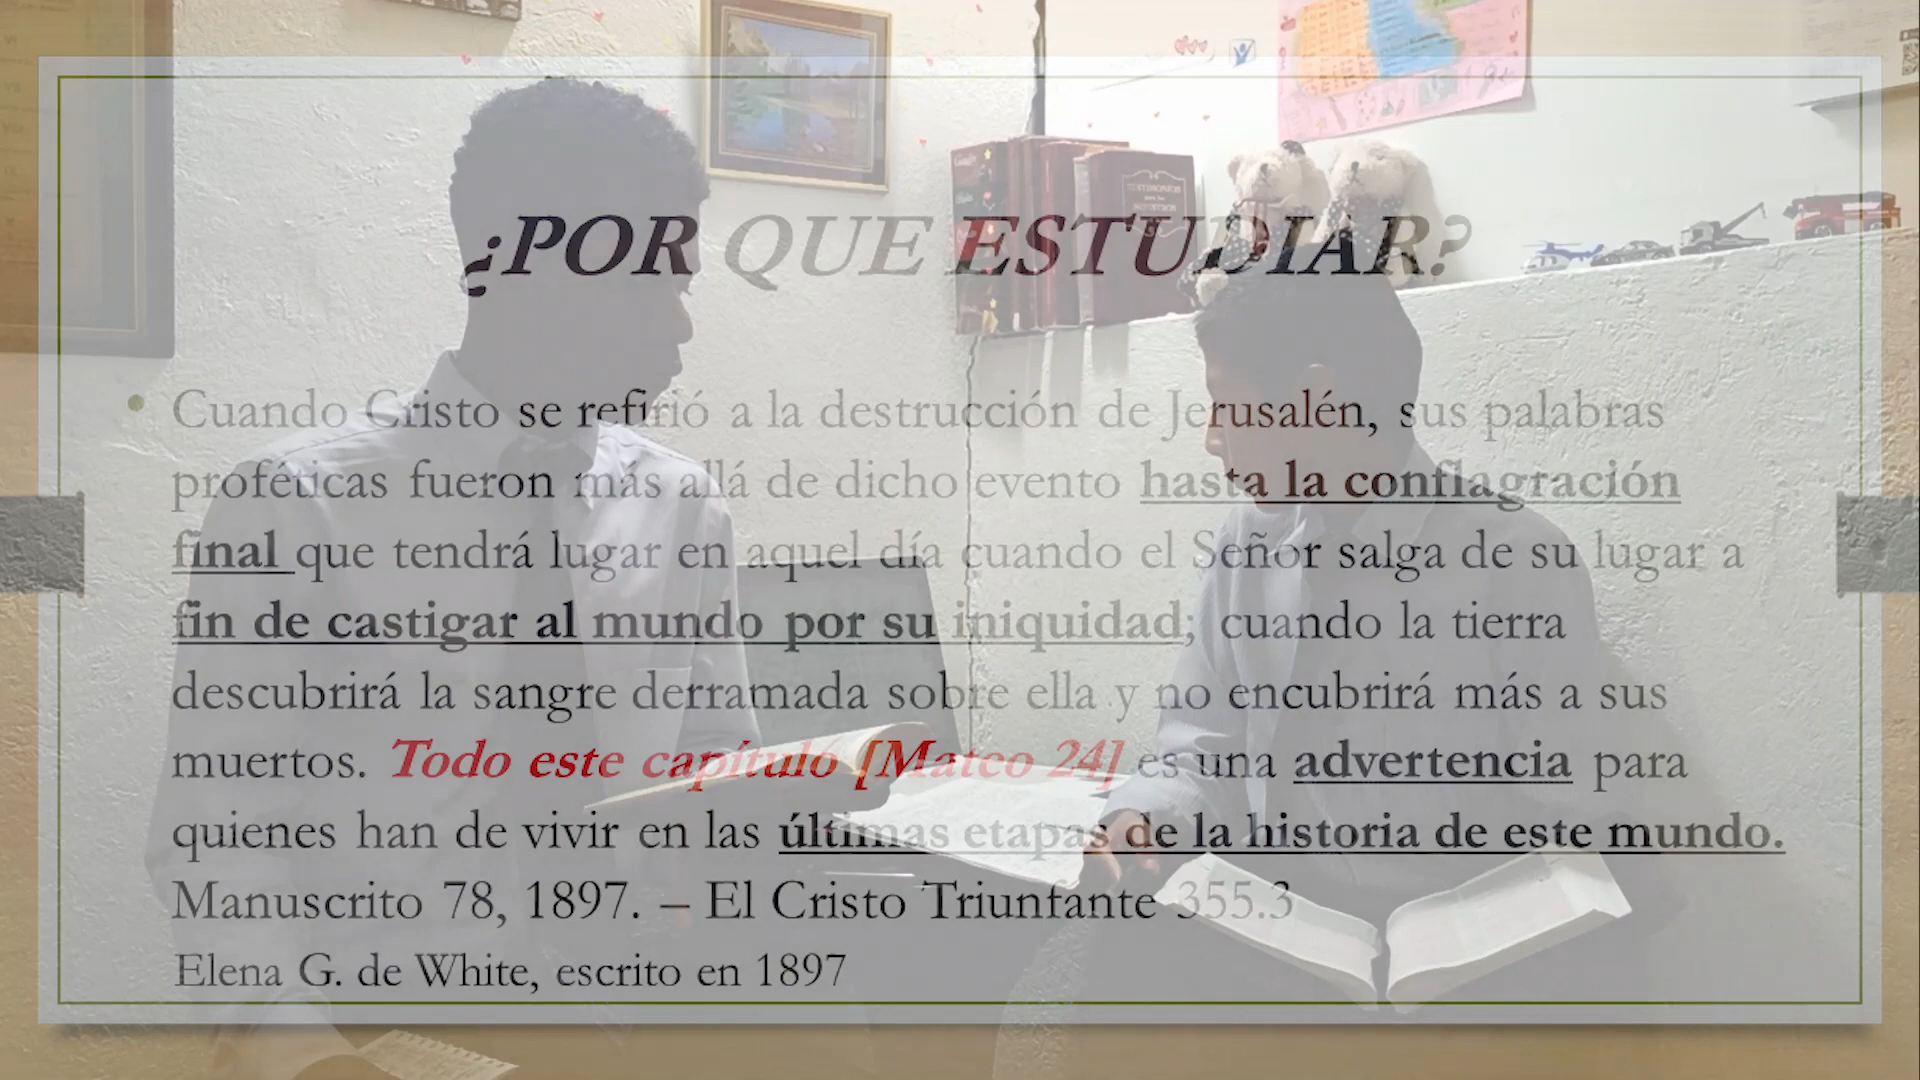 ¿POR QUE ESTUDIAR?
• Cuando Cristo se refirió a la destrucción de Jerusalén, sus palabras
proféticas fueron más allá de dicho evento hasta la conflagración
final que tendrá lugar en aquel día cuando el Señor salga de su lugar a
fin de castigar al mundo por su iniquidad; cuando la tierra
descubrirá la sangre derramada sobre ella y no encubrirá más a sus
muertos. Todo este capítulo [Mateo 24] es una advertencia para
quienes han de vivir en las últimas etapas de la historia de este mundo.
Manuscrito 78, 1897. – El Cristo Triunfante 355.3
Elena G. de White, escrito en 1897